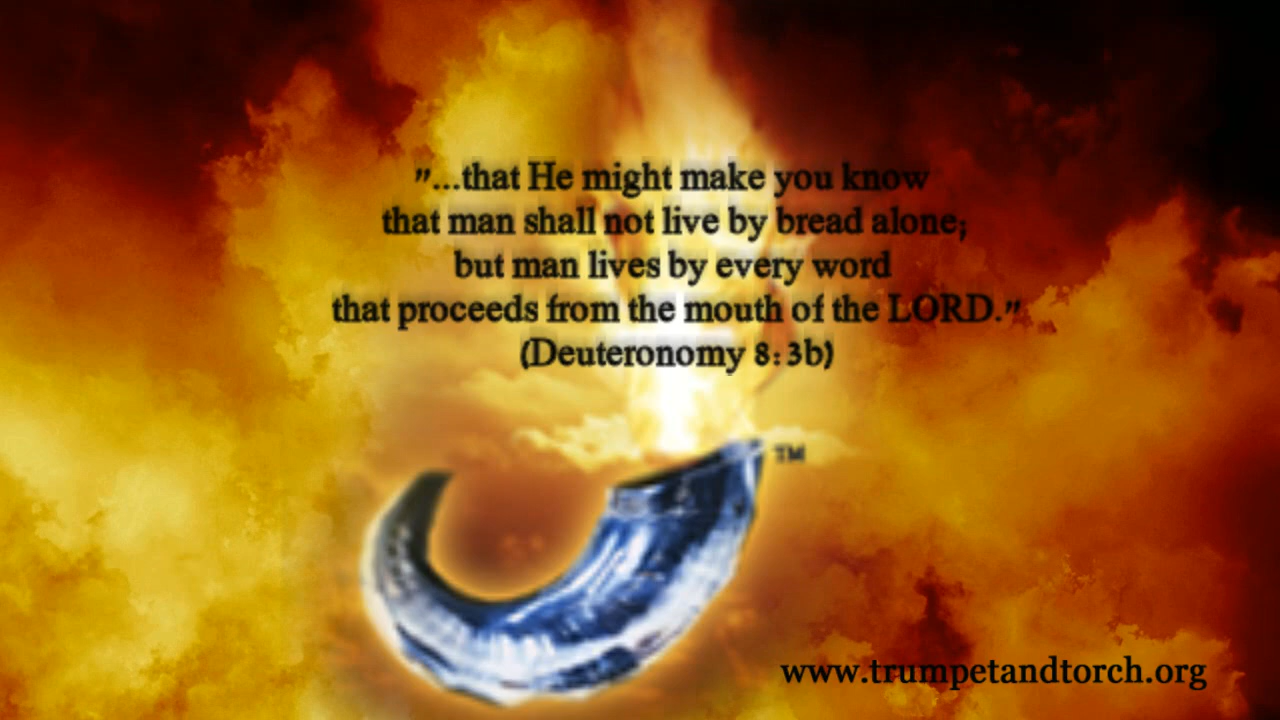 "...that He might make you know
that man shall not live by bread alone;
but man lives by every word
that proceeds from the mouth of the LORD."
(Deuteronomy 8:3b)
TM
www.trumpetandtorch.org